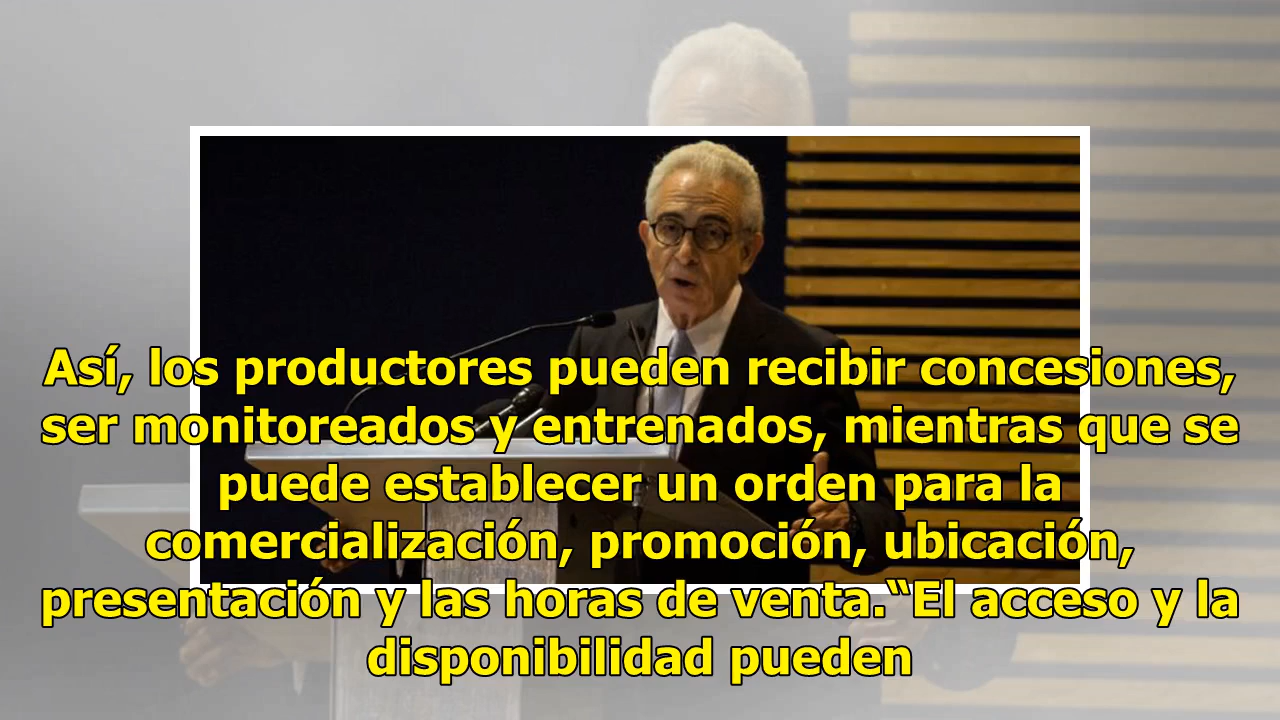 Así, los productores pueden recibir concesiones,
ser monitoreados y entrenados, mientras que se
puede establecer un orden para la
comercialización, promoción, ubicación,
presentación y las horas de venta.“El acceso y la
disponibilidad pueden